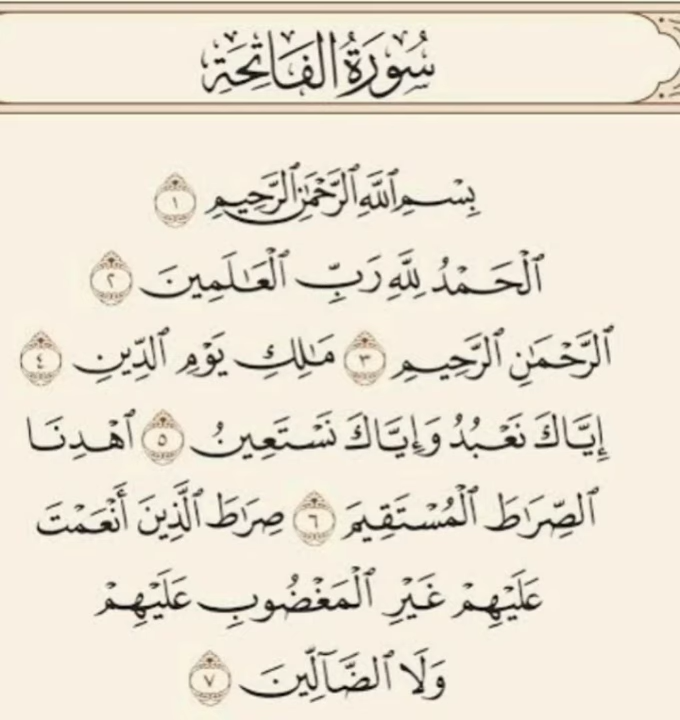 سُورَةُ الفَاتِحَةِ
بِسْمِ ٱللَّهِ ٱلرَّحْمَٰنِ ٱلرَّحِيمِ ١
ٱلْحَمْدُ لِلَّهِ رَبِّ ٱلْعَٰلَمِينَ ٢
ٱلرَّحْمَٰنِ ٱلرَّحِيمِ ٣ مَٰلِكِ يَوْمِ ٱلدِّينِ ٤
إِيَّاكَ نَعْبُدُ وَإِيَّاكَ نَسْتَعِينُ ٥ ٱهْدِنَا
ٱلصِّرَٰطَ ٱلْمُسْتَقِيمَ ٦ صِرَٰطَ ٱلَّذِينَ أَنْعَمْتَ
عَلَيْهِمْ غَيْرِ ٱلْمَغْضُوبِ عَلَيْهِمْ
وَلَا ٱلضَّآلِّينَ ٧